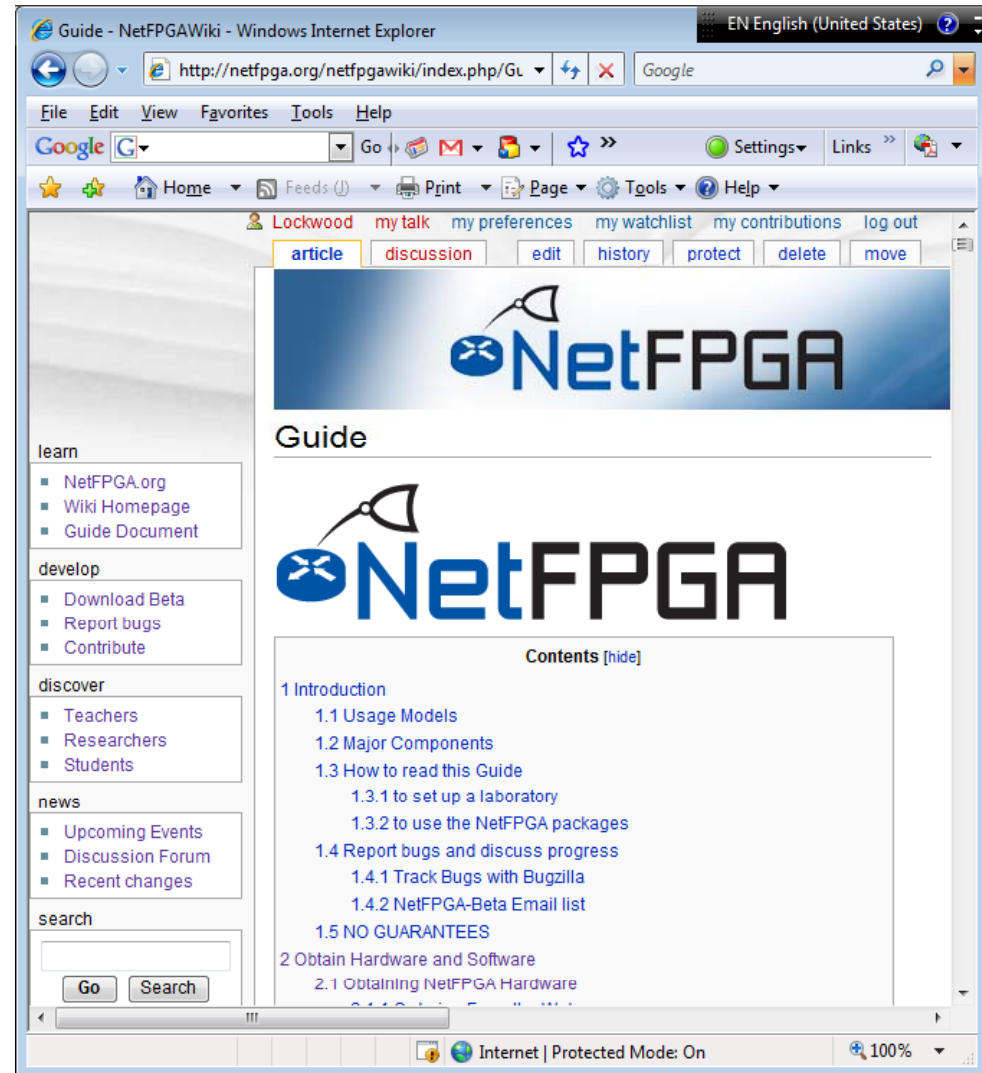 Guide - NetFPGAWiki - Windows Internet Explorer
EN English (United States)
http://netfpga.org/netfpgawiki/index.php/Gu
Google
File Edit View Favorites Tools Help
Google G Go Settings Links »
Home Feeds (J) Print Page Tools Help
Lockwood my talk my preferences my watchlist my contributions log out
article discussion edit history protect delete move
NetFPGA
Guide
NetFPGA
learn
NetFPGA.org
Wiki Homepage
Guide Document
develop
Download Beta
Report bugs
Contribute
discover
Teachers
Researchers
Students
news
Upcoming Events
Discussion Forum
Recent changes
search
Go Search
Contents [hide]
1 Introduction
1.1 Usage Models
1.2 Major Components
1.3 How to read this Guide
1.3.1 to set up a laboratory
1.3.2 to use the NetFPGA packages
1.4 Report bugs and discuss progress
1.4.1 Track Bugs with Bugzilla
1.4.2 NetFPGA-Beta Email list
1.5 NO GUARANTEES
2 Obtain Hardware and Software
2.1 Obtaining NetFPGA Hardware
Internet | Protected Mode: On
100%